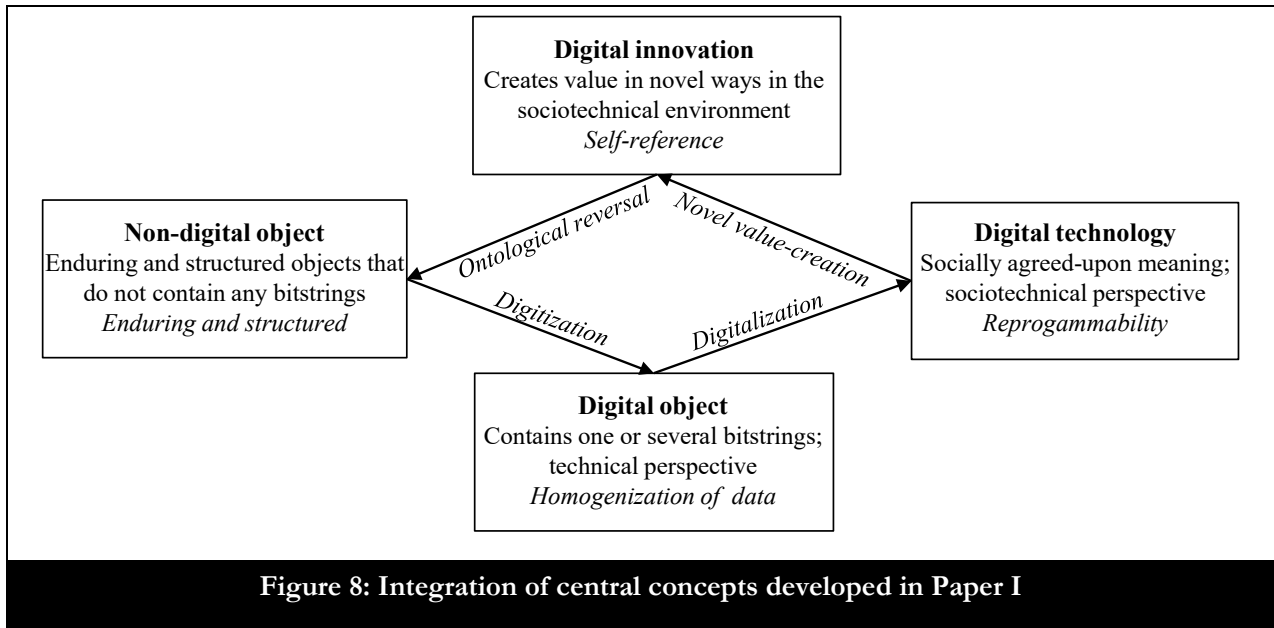 Digital innovation
Creates value in novel ways in the
sociotechnical environment
Self-reference
Ontological reversal
Novel value-creation
Non-digital object
Enduring and structured objects that
do not contain any bitstrings
Enduring and structured
Digital technology
Socially agreed-upon meaning;
sociotechnical perspective
Reprogammability
Digitization
Digitalization
Digital object
Contains one or several bitstrings;
technical perspective
Homogenization of data
Figure 8: Integration of central concepts developed in Paper I